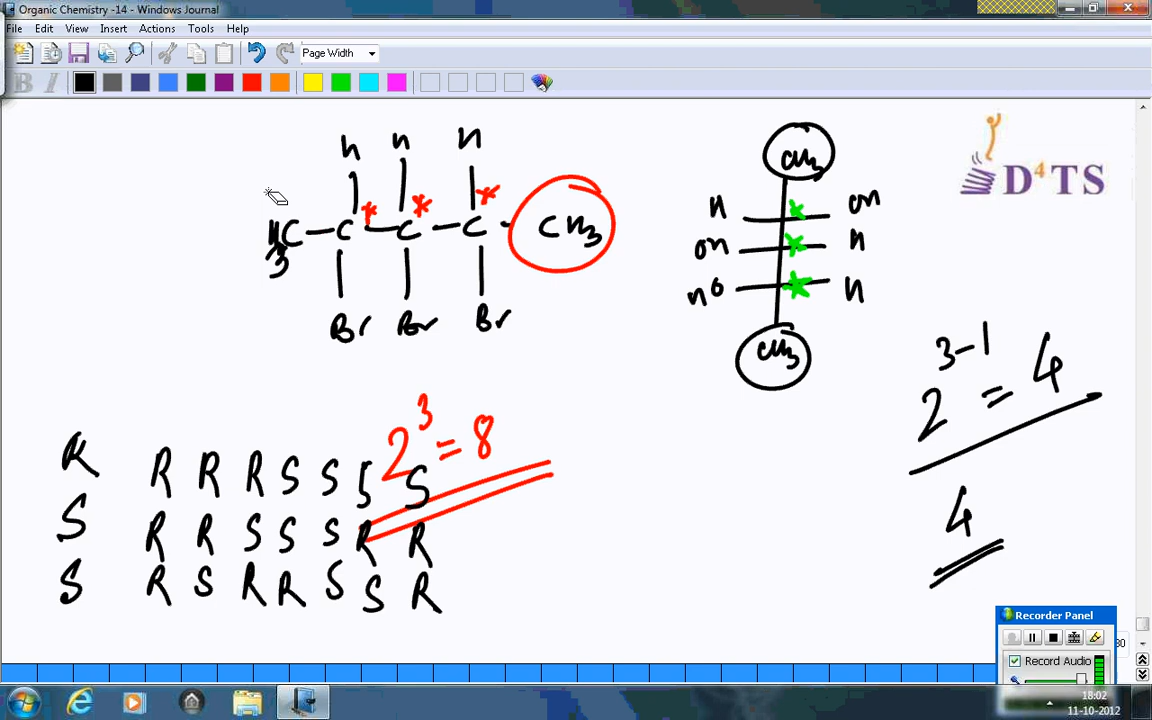 Organic Chemistry -14 - Windows Journal
File Edit View Insert Actions Tools Help
Page Width
B I
H H H
H3C - C - C - C - CH3
Br Br Br
CH3
H OH
OH H
HO H
CH3
D4TS
2^3 = 8
2^3-1 = 4
4
R R R R S S S S
S R R S S S R R
S R S R R S S R
Recorder Panel
Record Audio
30
18:02
11-10-2012